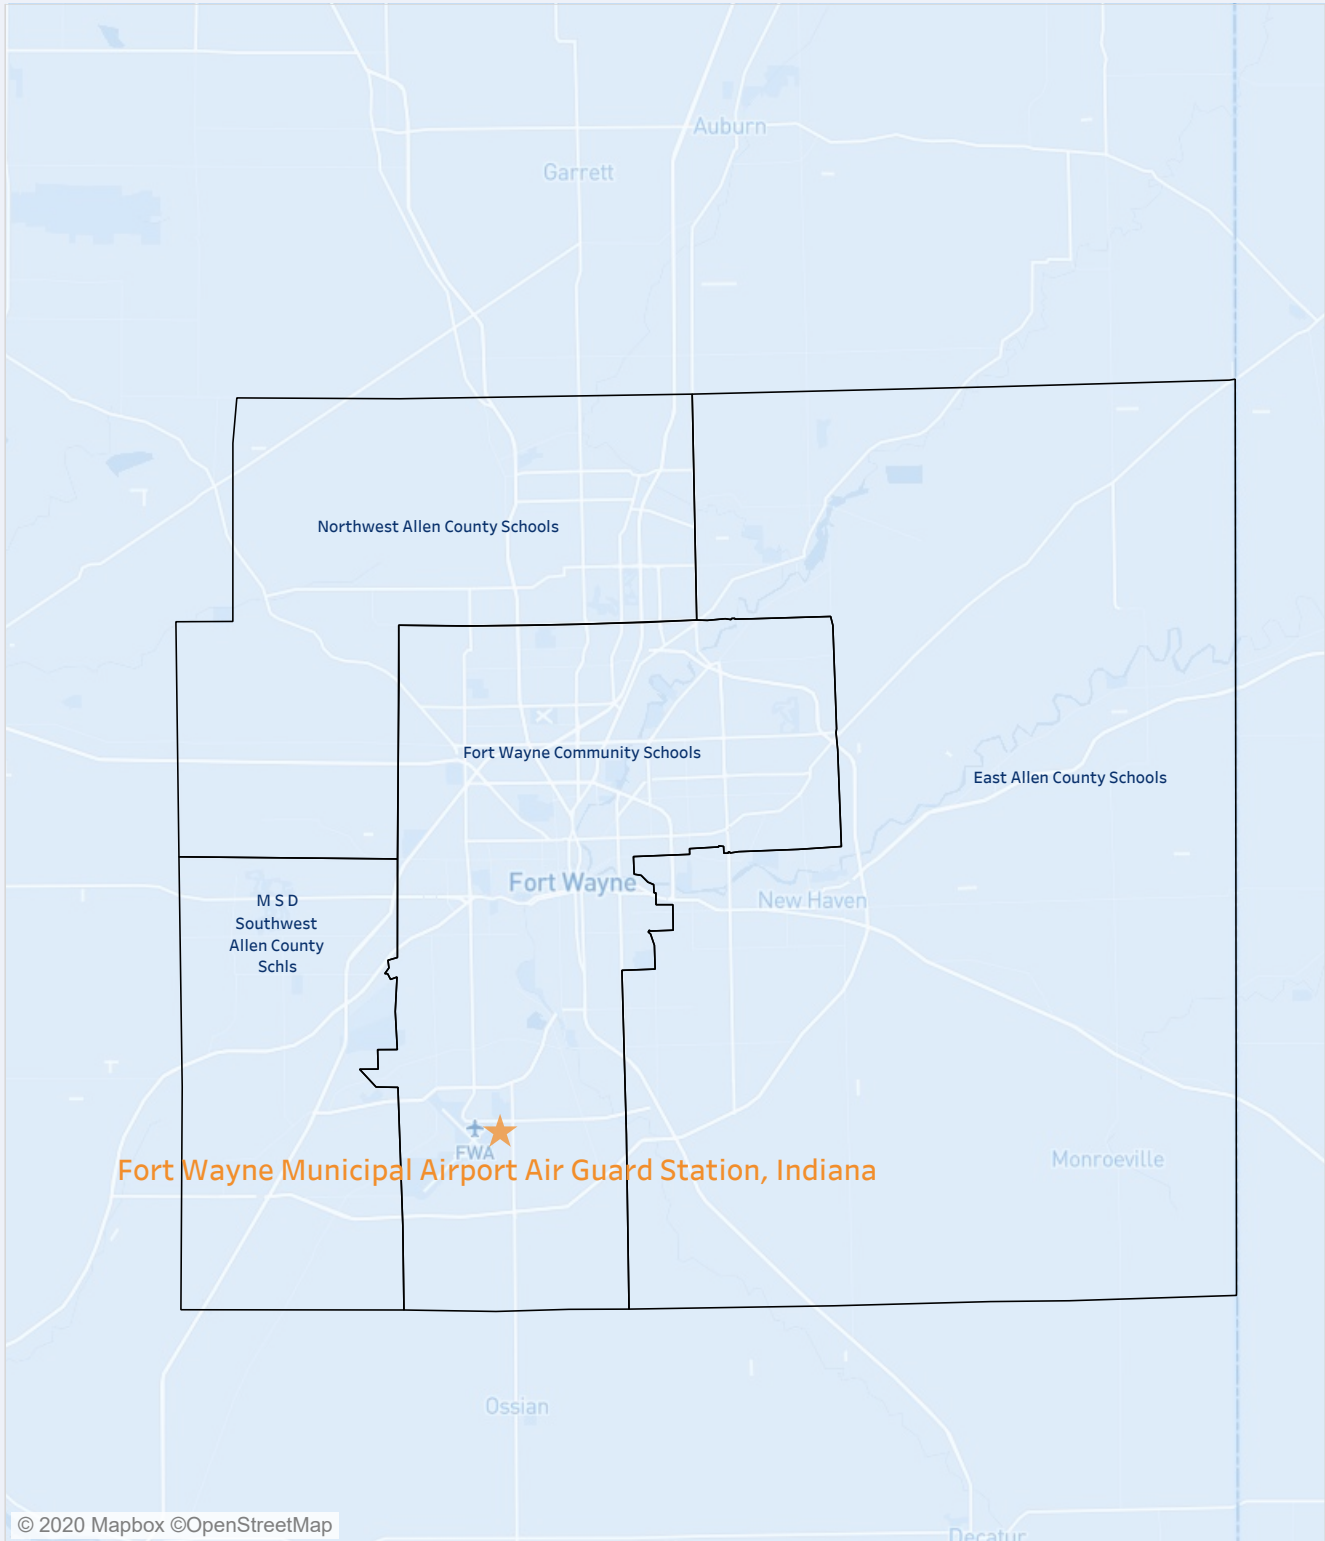 Auburn
Garrett
Northwest Allen County Schools
Fort Wayne Community Schools
East Allen County Schools
Fort Wayne
New Haven
M S D
Southwest
Allen County
Schls
FWA
Fort Wayne Municipal Airport Air Guard Station, Indiana
Monroeville
Ossian
© 2020 Mapbox ©OpenStreetMap
Decatur